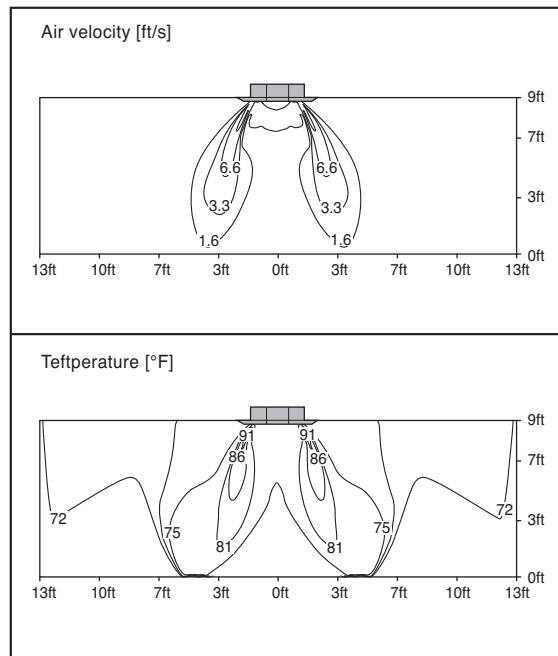 Air velocity [ft/s]
9ft
7ft
6.6 6.6
3ft
3.3 3.3
1.6 1.6
0ft
13ft 10ft 7ft 3ft 0ft 3ft 7ft 10ft 13ft
Teftperature [°F]
9ft
91 91
86 86
7ft
72 72
3ft
75 75
81 81
0ft
13ft 10ft 7ft 3ft 0ft 3ft 7ft 10ft 13ft